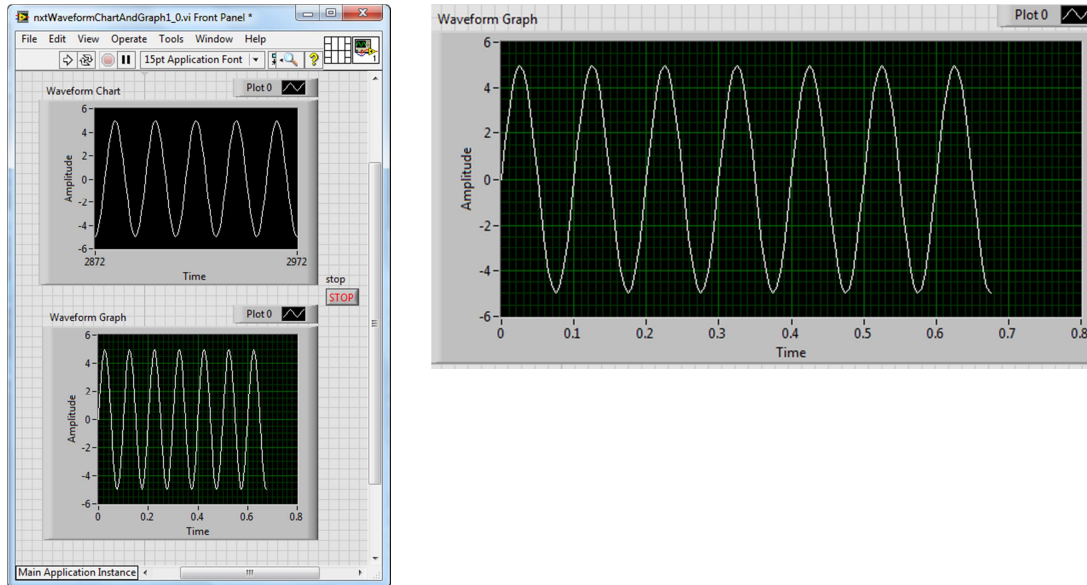 nxtWaveformChartAndGraph1_0.vi Front Panel *
File Edit View Operate Tools Window Help
15pt Application Font
?
1
Waveform Chart
Plot 0
6
4
2
0
-2
-4
-6
Amplitude
2872 2972
Time
stop
STOP
Waveform Graph
Plot 0
6
4
2
0
-2
-4
-6
Amplitude
0 0.2 0.4 0.6 0.8
Time
Main Application Instance
Waveform Graph
Plot 0
6
4
2
0
-2
-4
-6
Amplitude
0 0.1 0.2 0.3 0.4 0.5 0.6 0.7 0.8
Time